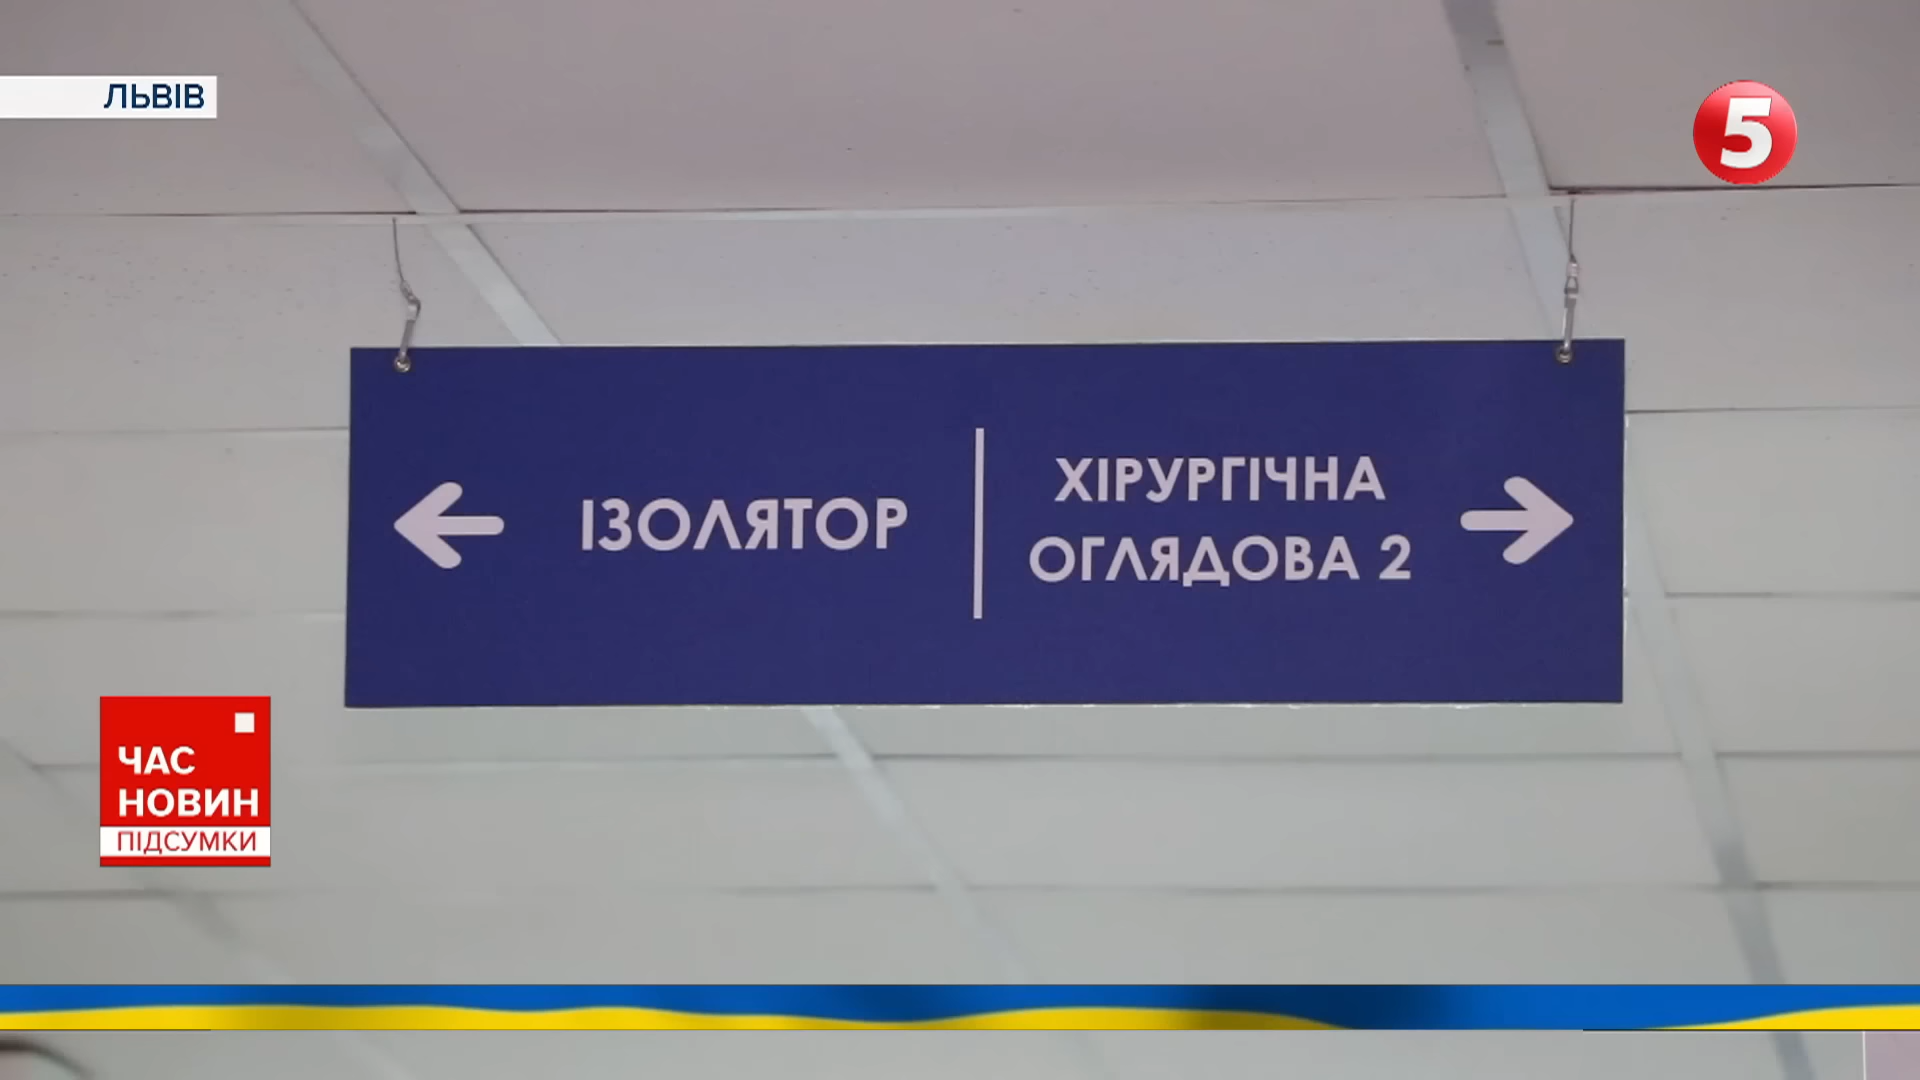 ЛЬВІВ
5
ІЗОЛЯТОР
ХІРУРГІЧНА
ОГЛЯДОВА 2
ЧАС
НОВИН
ПІДСУМКИ